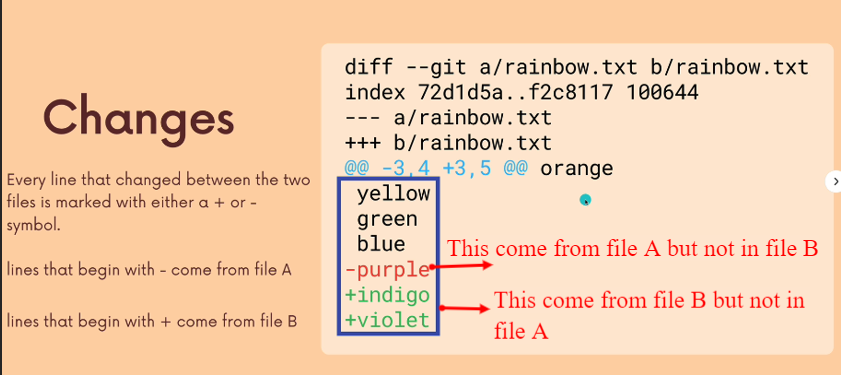 Changes
Every line that changed between the two
files is marked with either a + or -
symbol.
lines that begin with - come from file A
lines that begin with + come from file B
diff --git a/rainbow.txt b/rainbow.txt
index 72d1d5a..f2c8117 100644
--- a/rainbow.txt
+++ b/rainbow.txt
@@ -3,4 +3,5 @@ orange
yellow
green
blue
-purple
+indigo
+violet
This come from file A but not in file B
This come from file B but not in
file A